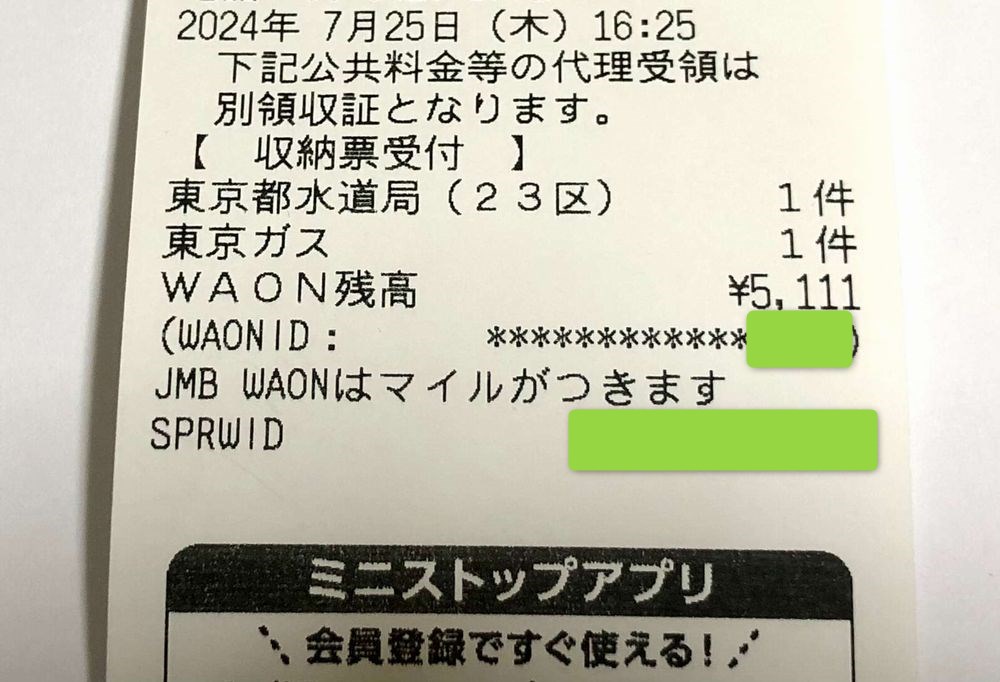 2024年 7月25日（木）16:25
下記公共料金等の代理受領は
別領収証となります。
【　収納票受付　】
東京都水道局（２３区） 1件
東京ガス 1件
ＷＡＯＮ残高 ¥5,111
(WAONID： ************ )
JMB WAONはマイルがつきます
SPRWID
ミニストップアプリ
会員登録ですぐ使える！